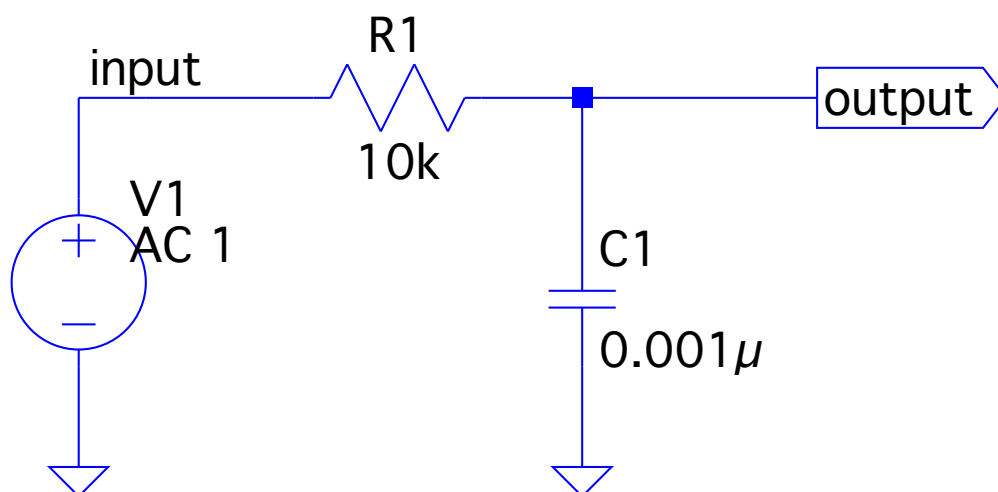 R1
input
output
10k
V1
AC 1
C1
0.001µ